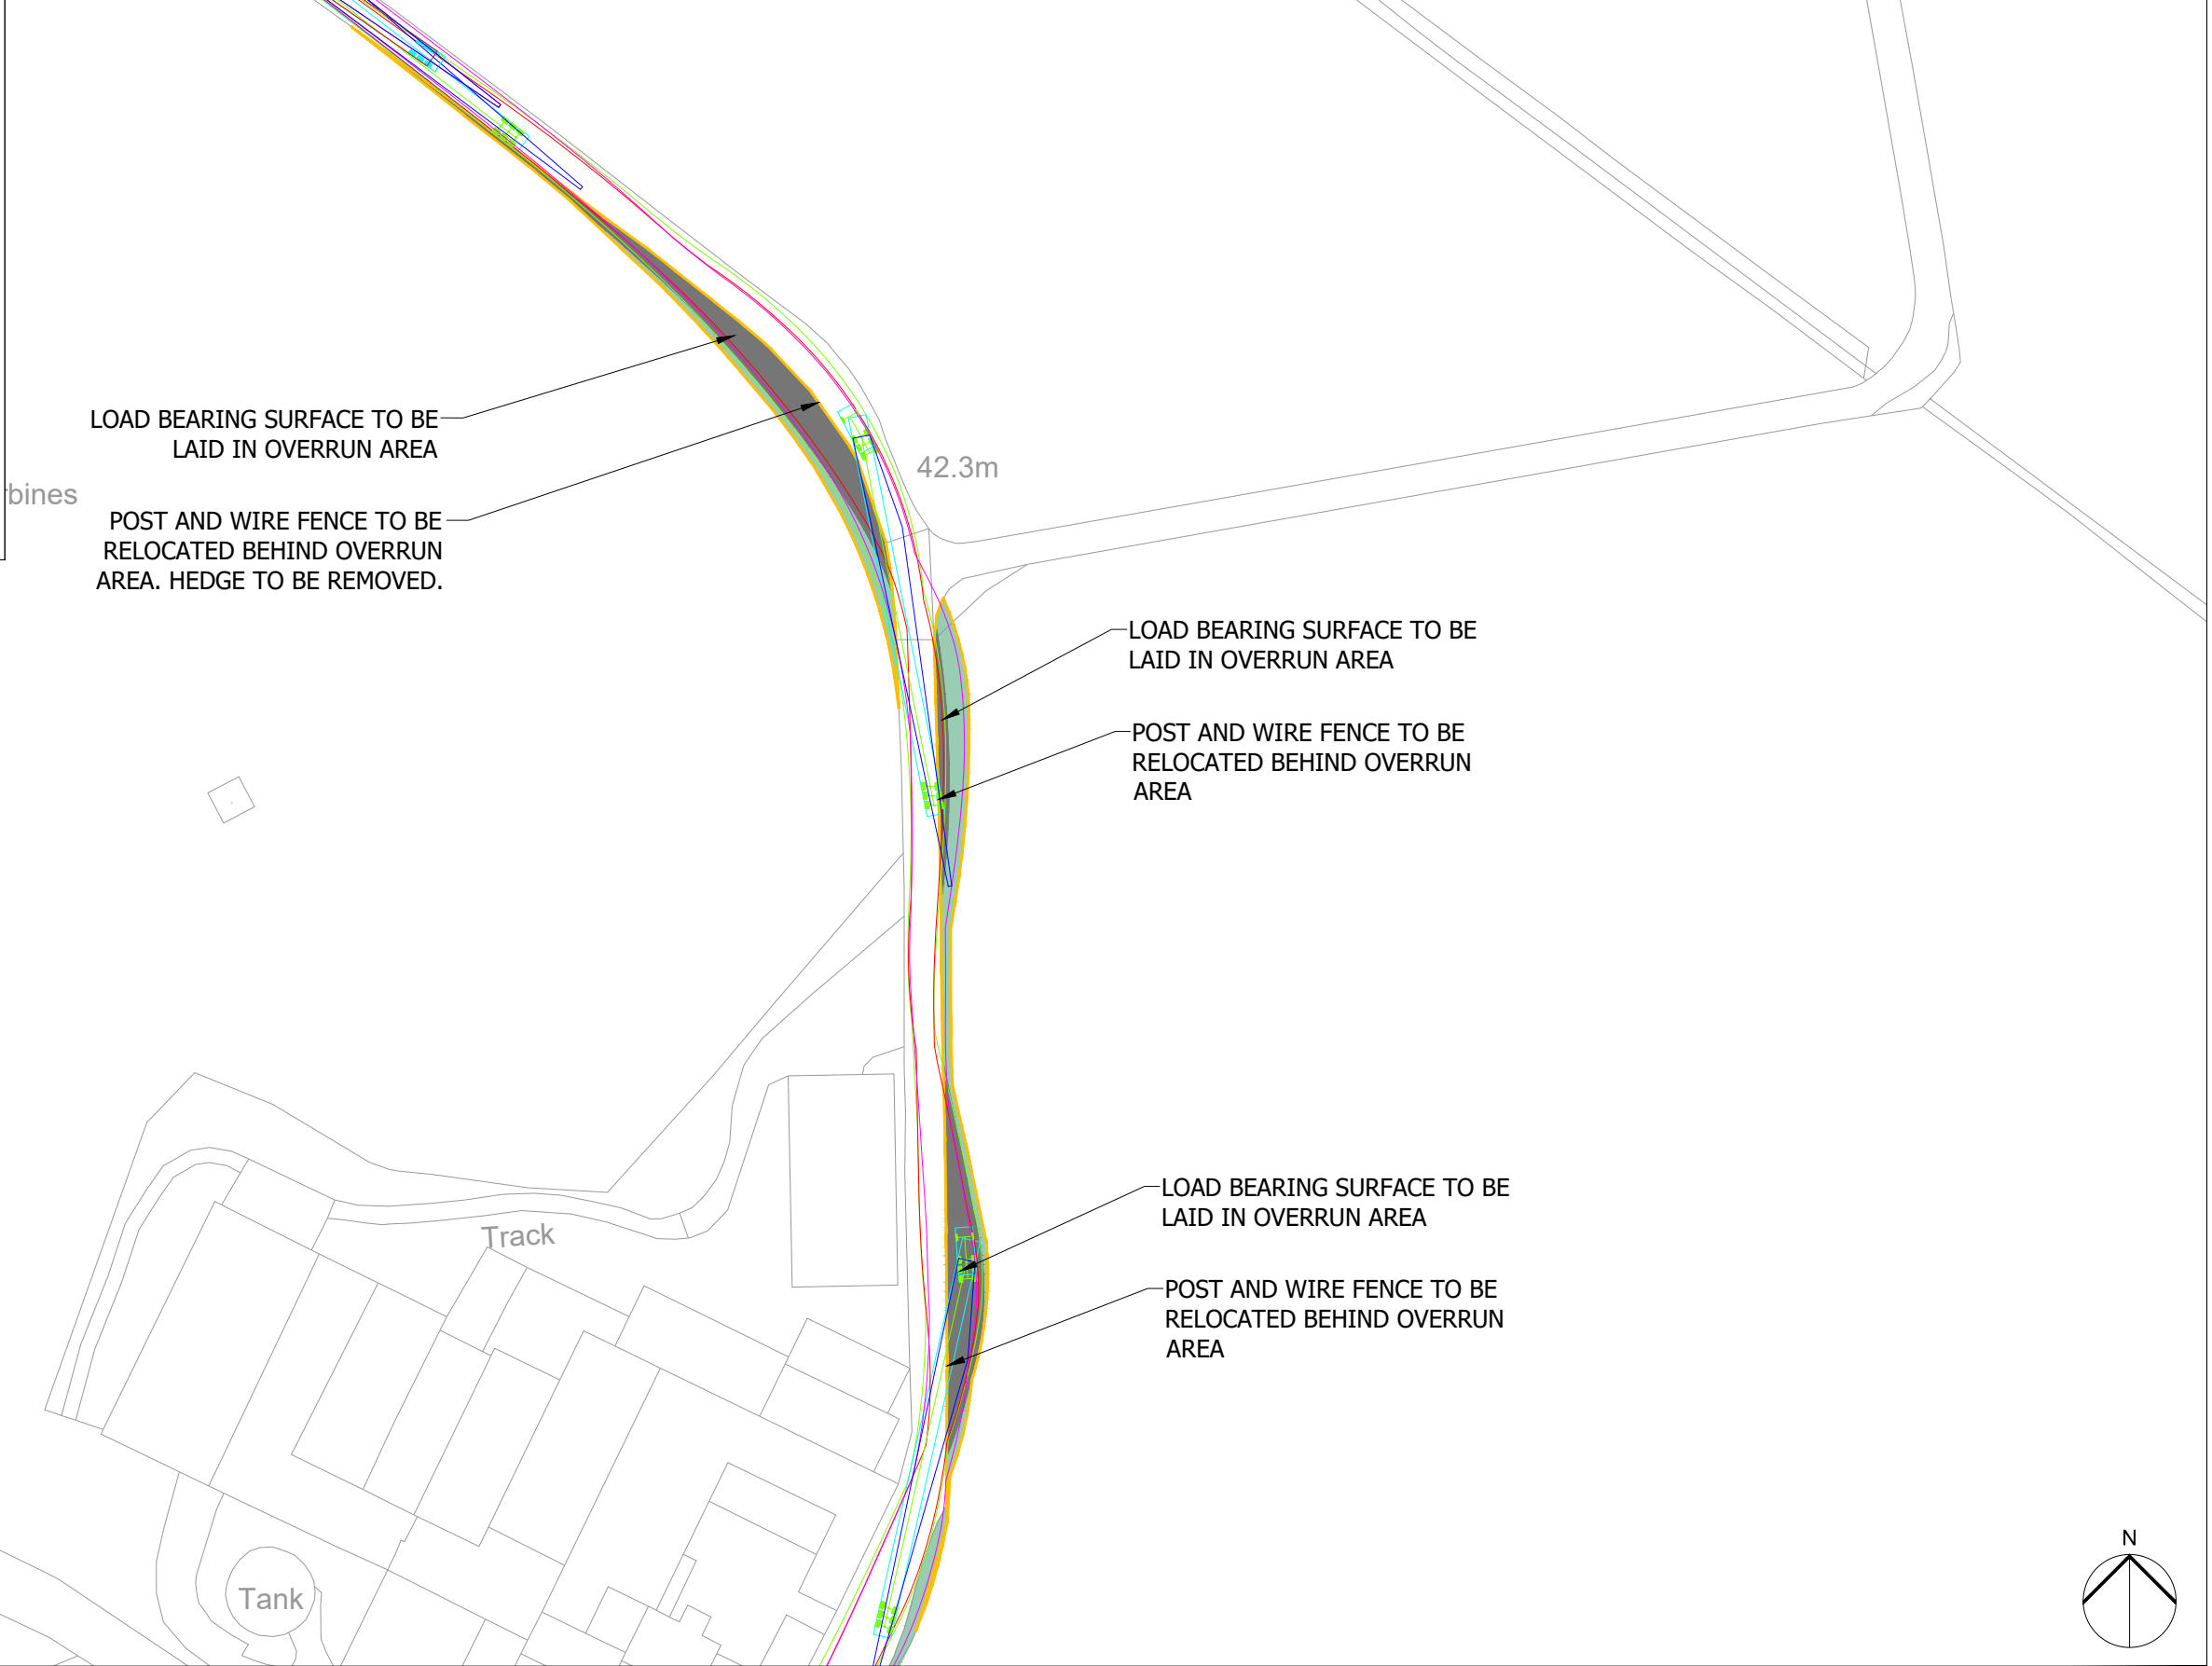 LOAD BEARING SURFACE TO BE
LAID IN OVERRUN AREA
42.3m
bines
POST AND WIRE FENCE TO BE
RELOCATED BEHIND OVERRUN
AREA. HEDGE TO BE REMOVED.
LOAD BEARING SURFACE TO BE
LAID IN OVERRUN AREA
POST AND WIRE FENCE TO BE
RELOCATED BEHIND OVERRUN
AREA
LOAD BEARING SURFACE TO BE
LAID IN OVERRUN AREA
Track
POST AND WIRE FENCE TO BE
RELOCATED BEHIND OVERRUN
AREA
N
Tank